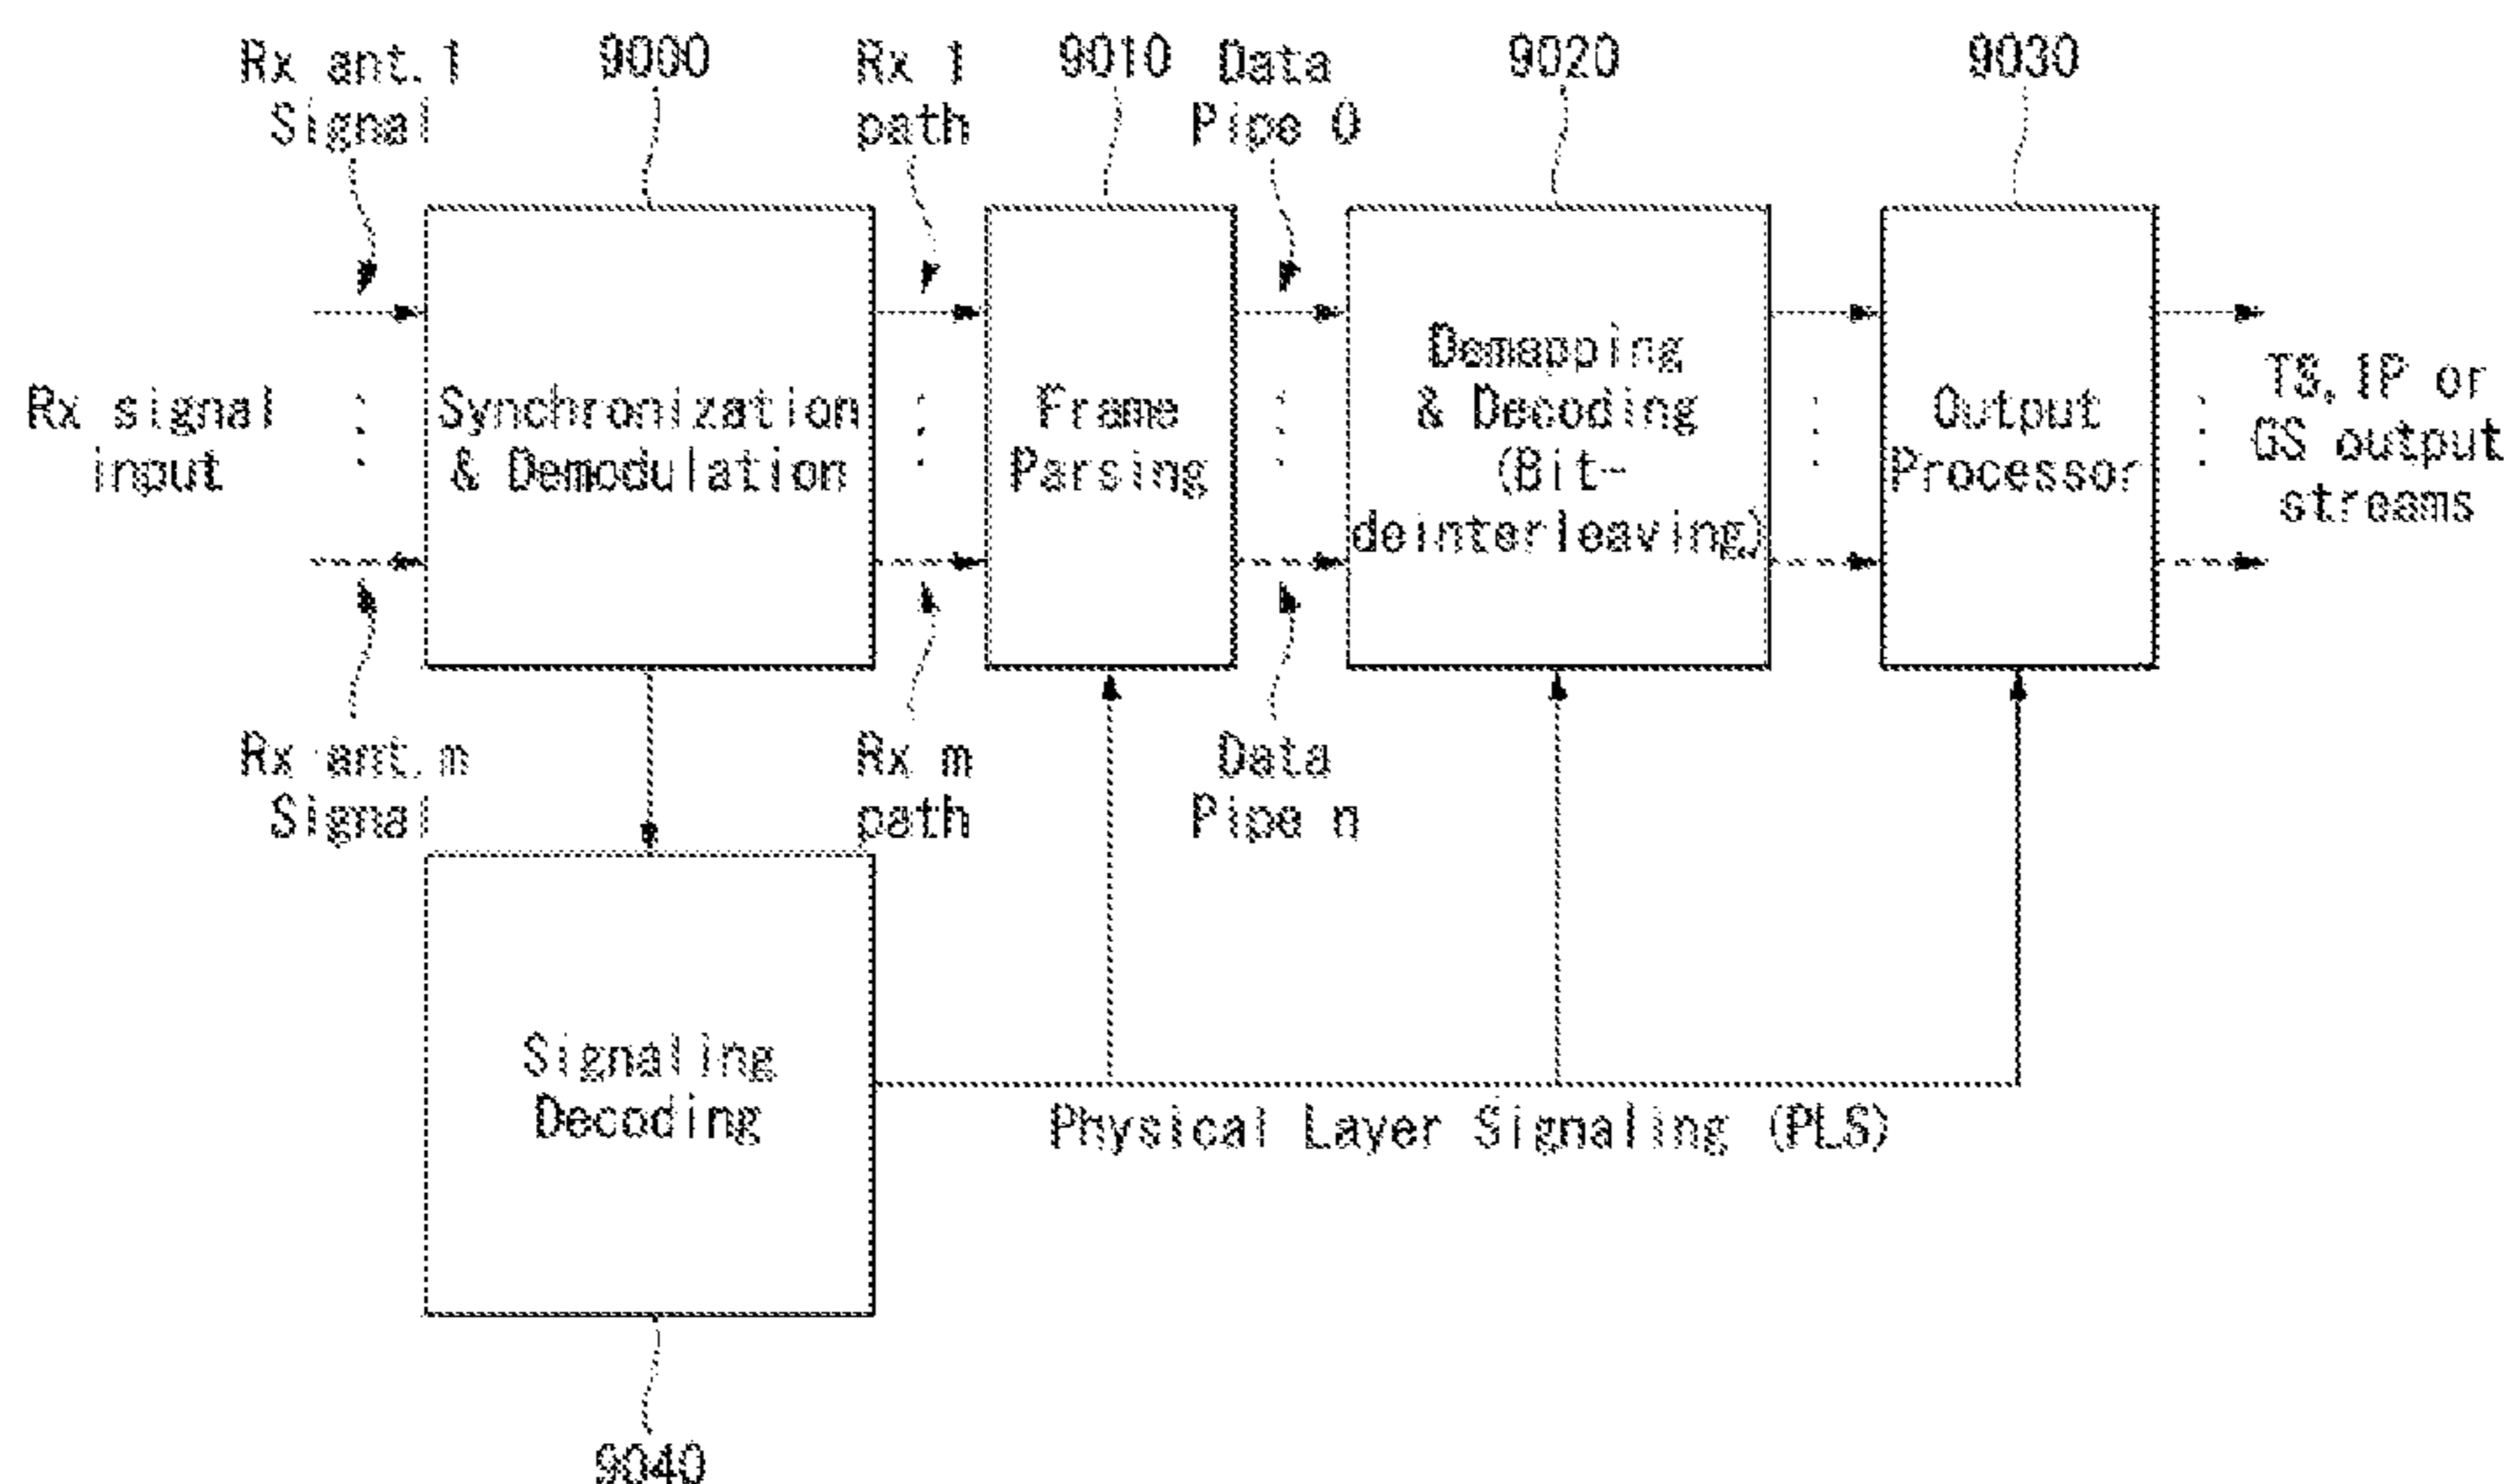 Rx ant.1
Signal
9000
Rx 1
path
9010
Data
Pipe 0
9020
9030
Rx signal
input
Synchronization
& Demodulation
Frame
Parsing
Demapping
& Decoding
(Bit-
deinterleaving)
Output
Processor
TS,IP or
GS output
streams
Rx ant.m
Signal
Rx m
path
Data
Pipe n
Signaling
Decoding
Physical Layer Signaling (PLS)
9040